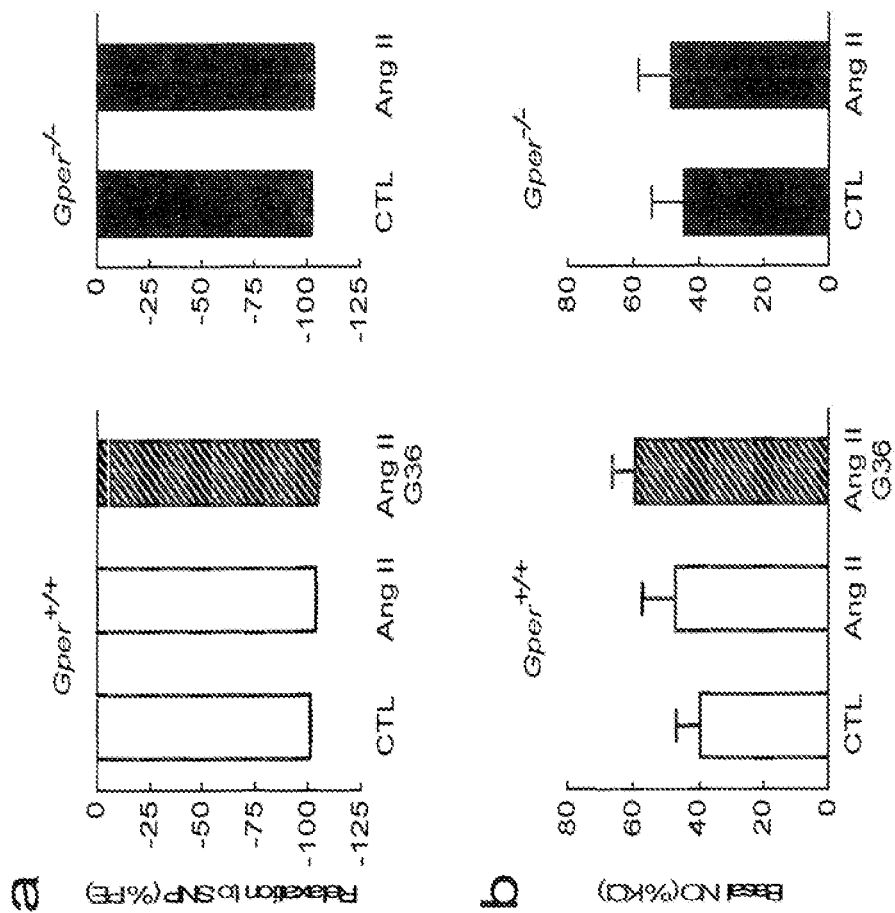 a
Gper+/+
Gper-/-
Relaxation to SNP (% PE)
0
-25
-50
-75
-100
-125
CTL
Ang II
Ang II
G36
0
-25
-50
-75
-100
-125
CTL
Ang II
b
Gper+/+
Gper-/-
Basal NO (% KCl)
80
60
40
20
0
CTL
Ang II
Ang II
G36
80
60
40
20
0
CTL
Ang II